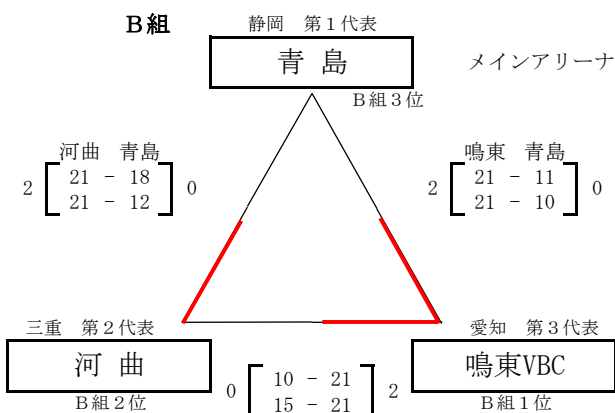 B組
静岡 第1代表
青 島
メインアリーナ
B組3位
河曲 青島
2 [ 21 - 18 ] 0
21 - 12
鳴東 青島
2 [ 21 - 11 ] 0
21 - 10
三重 第2代表
河 曲
B組2位
0 [ 10 - 21 ] 2
15 - 21
愛知 第3代表
鳴東VBC
B組1位